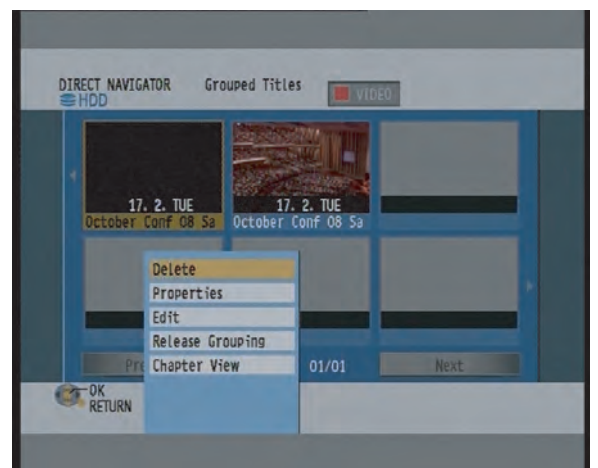 DIRECT NAVIGATOR Grouped Titles
HDD
VIDEO
17. 2. TUE 17. 2. TUE
October Conf 08 Sa October Conf 08 Sa
Delete
Properties
Edit
Release Grouping
Chapter View
Pre 01/01 Next
OK
RETURN